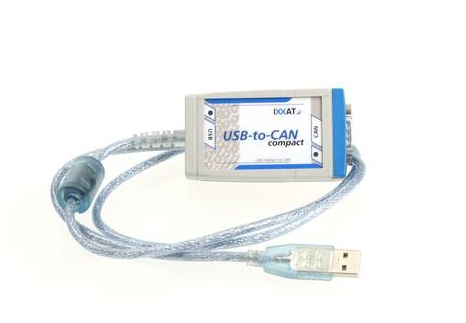 IXXAT
USB
USB-to-CAN
compact
CAN